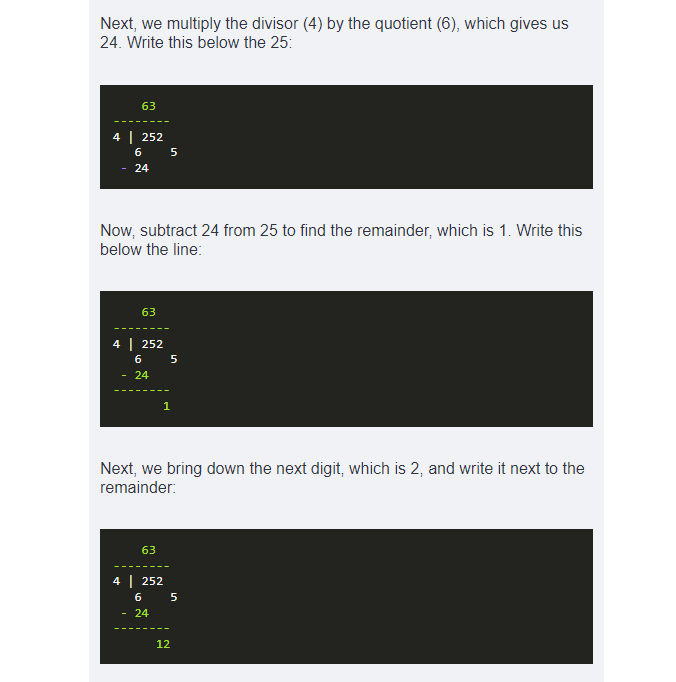 Next, we multiply the divisor (4) by the quotient (6), which gives us
24. Write this below the 25:
63
--------
4 | 252
6 5
- 24
Now, subtract 24 from 25 to find the remainder, which is 1. Write this
below the line:
63
--------
4 | 252
6 5
- 24
--------
1
Next, we bring down the next digit, which is 2, and write it next to the
remainder:
63
--------
4 | 252
6 5
- 24
--------
12